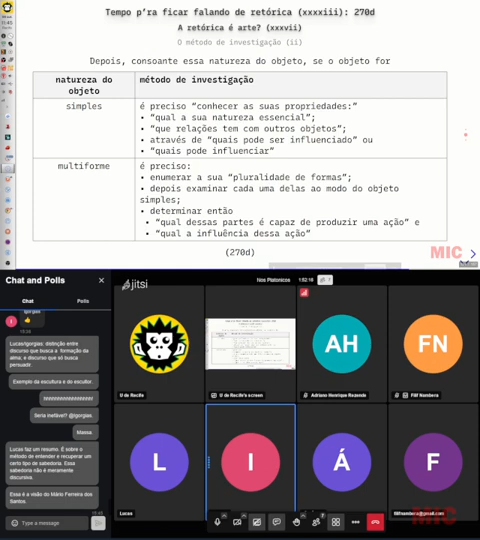 Tempo p'ra ficar falando de retórica (xxxxiii): 270d
A retórica é arte? (xxxvii)
O método de investigação (ii)
Depois, consoante essa natureza do objeto, se o objeto for
natureza do objeto
método de investigação
simples
é preciso “conhecer as suas propriedades:”
• “qual a sua natureza essencial”;
• “que relações tem com outros objetos”;
• através de “quais pode ser influenciado” ou
• “quais pode influenciar”
multiforme
é preciso:
• enumerar a sua “pluralidade de formas”;
• depois examinar cada uma delas ao modo do objeto
simples;
• determinar então
• “qual dessas partes é capaz de produzir uma ação” e
• “qual a influência dessa ação”
(270d)
MIC
Chat and Polls
Chat
Polls
Igorgias
I
Lucas/gorgias: distinção entre
discurso que busca a formação da
alma, e discurso que só busca
persuadir.
Exemplo da escultura e do escultor.
Seria inefável? @gorgias.
Massa
Lucas faz um resumo. É sobre o
método de entender e recuperar um
certo tipo de sabedoria. Essa
sabedoria não é meramente
discursiva.
Essa é a visão do Mário Ferreira dos
Santos.
Type a message
jitsi
Nos Platonicos
U de Recife
U de Recife's screen
AH
Adriano Henrique Rezende
FN
Filif Nambera
L
Lucas
I
Á
F
MIC